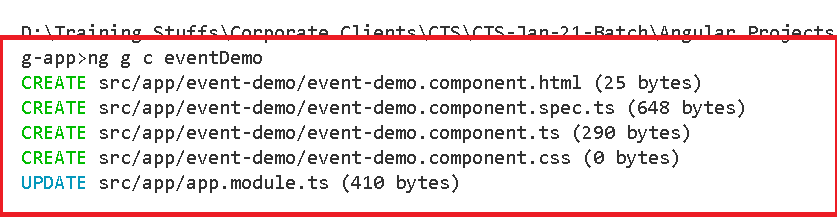 D:\Training Stuffs\Corporate Clients\CTS\CTS-Jan-21-Batch\Angular Projects
g-app>ng g c eventDemo
CREATE src/app/event-demo/event-demo.component.html (25 bytes)
CREATE src/app/event-demo/event-demo.component.spec.ts (648 bytes)
CREATE src/app/event-demo/event-demo.component.ts (290 bytes)
CREATE src/app/event-demo/event-demo.component.css (0 bytes)
UPDATE src/app/app.module.ts (410 bytes)